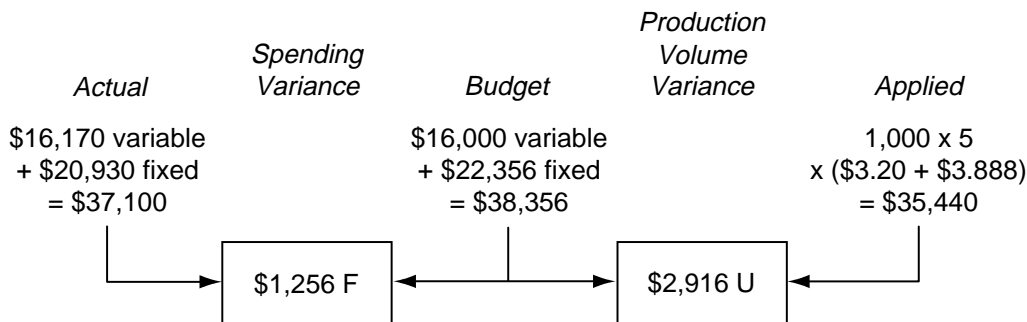 Actual
Spending
Variance
Budget
Production
Volume
Variance
Applied
$16,170 variable
+ $20,930 fixed
= $37,100
$16,000 variable
+ $22,356 fixed
= $38,356
1,000 x 5
x ($3.20 + $3.888)
= $35,440
$1,256 F
$2,916 U